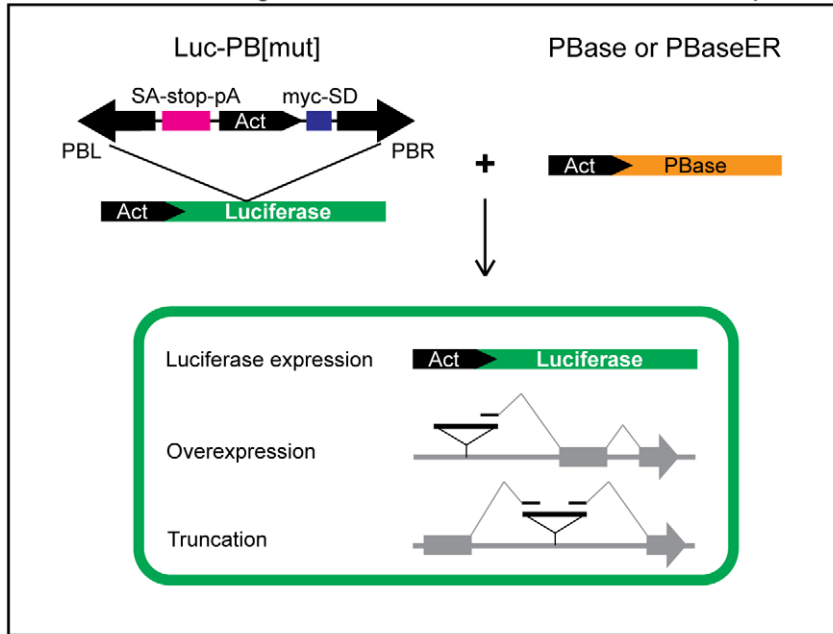 Luc-PB[mut]
PBase or PBaseER
SA-stop-pA
myc-SD
Act
PBL
PBR
+
Act
PBase
Act
Luciferase
Luciferase expression
Act
Luciferase
Overexpression
Truncation